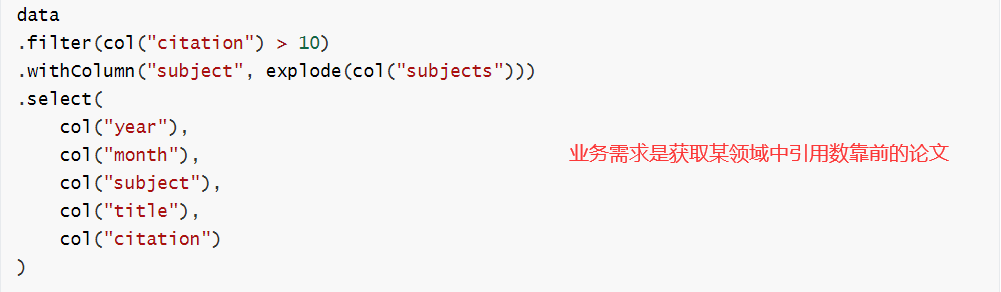 data
.filter(col("citation") > 10)
.withColumn("subject", explode(col("subjects")))
.select(
    col("year"),
    col("month"),
    col("subject"),
    col("title"),
    col("citation")
)
业务需求是获取某领域中引用数靠前的论文